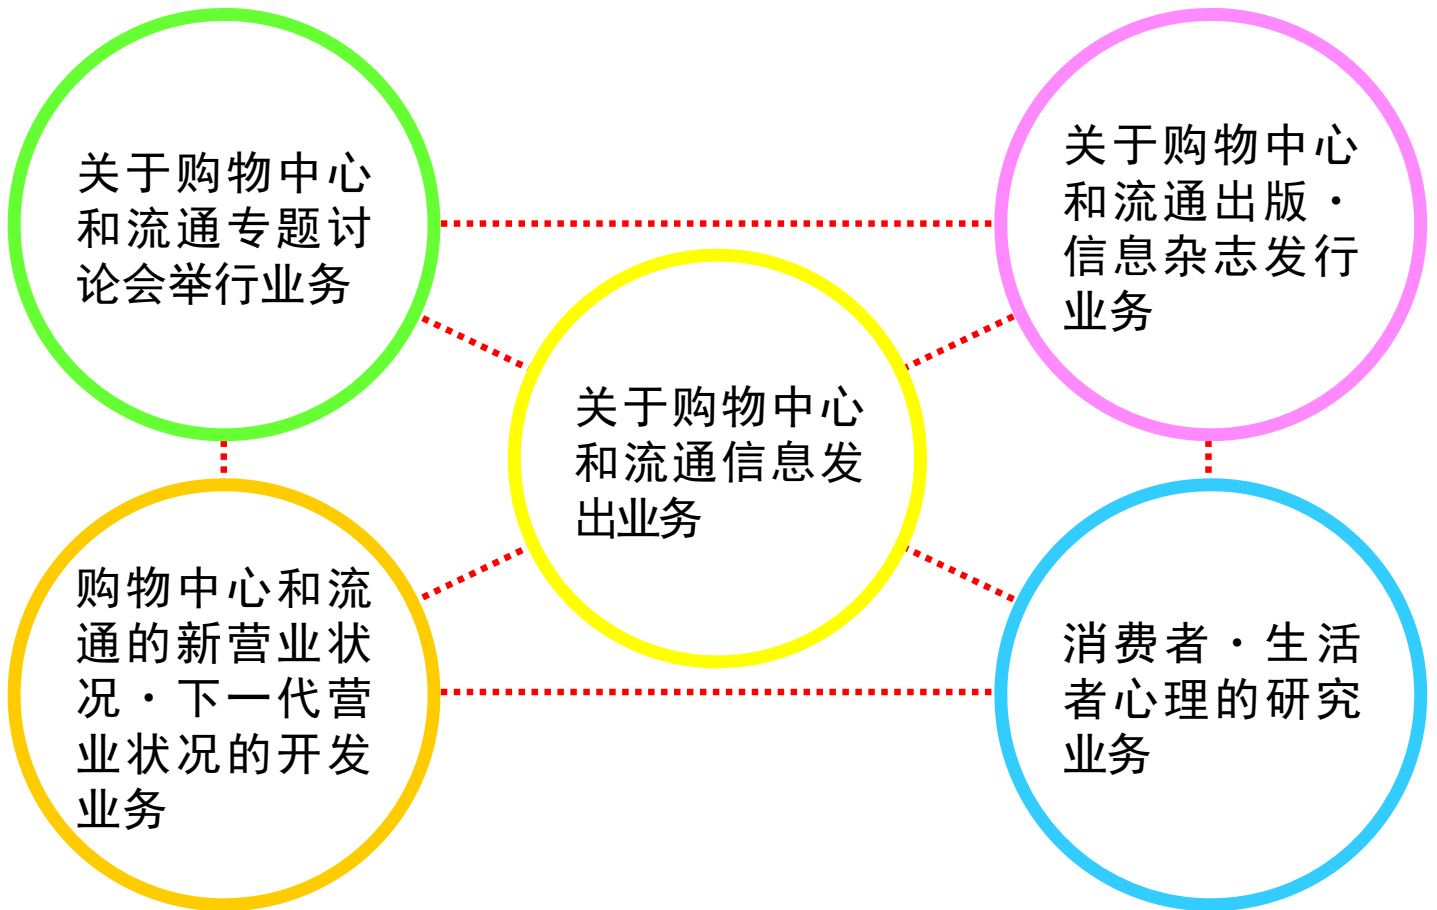 关于购物中心
和流通专题讨
论会举行业务
关于购物中心
和流通出版・
信息杂志发行
业务
关于购物中心
和流通信息发
出业务
购物中心和流
通的新营业状
况・下一代营
业状况的开发
业务
消费者・生活
者心理的研究
业务